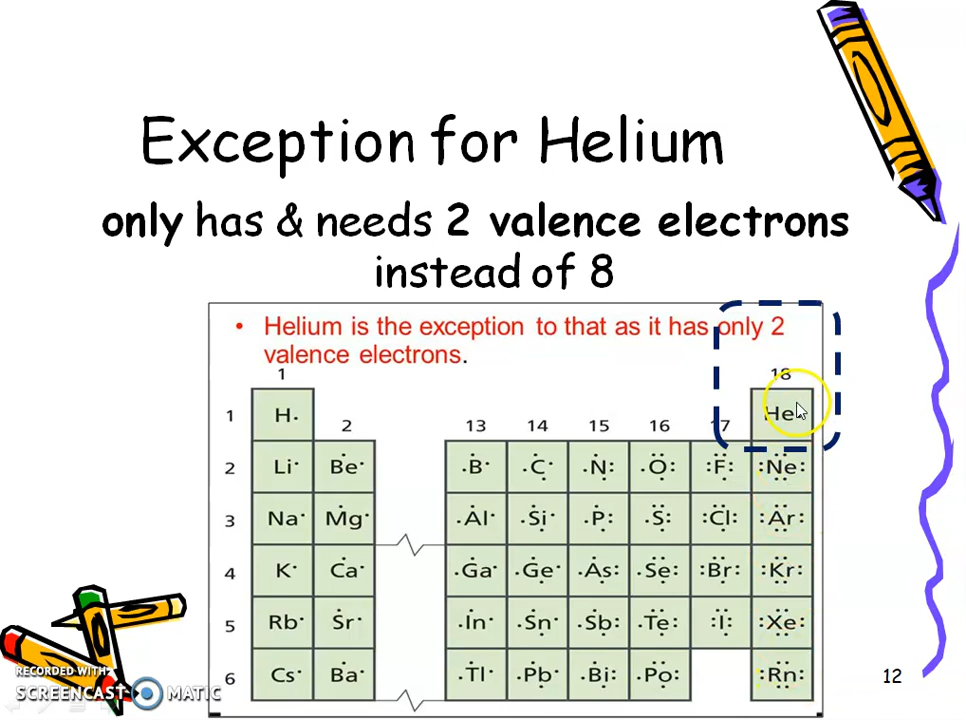 Exception for Helium
only has & needs 2 valence electrons
instead of 8
• Helium is the exception to that as it has only 2
valence electrons.
1 18
1 H He
2 13 14 15 16 17
2 Li Be B C N O F Ne
3 Na Mg Al Si P S Cl Ar
4 K Ca Ga Ge As Se Br Kr
5 Rb Sr In Sn Sb Te I Xe
6 Cs Ba Tl Pb Bi Po Rn
12
RECORDED WITH
SCREENCAST MATIC